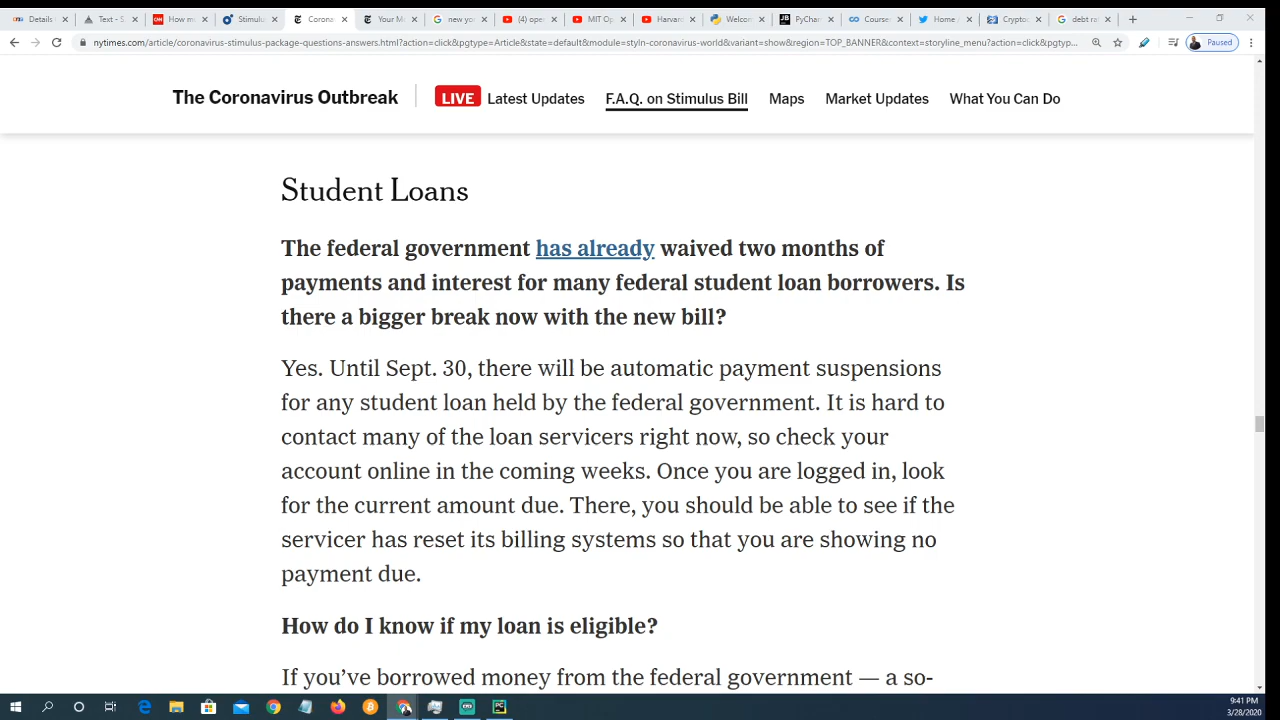 Details
Text - S
How m
Stimulu
Corona
Your M
new yo
(4) ope
MIT Op
Harvar
Welcon
PyChar
Course
Home /
Crypto
debt ra
nytimes.com/article/coronavirus-stimulus-package-questions-answers.html?action=click&pgtype=Article&state=default&module=styln-coronavirus-world&variant=show&region=TOP_BANNER&context=storyline_menu?action=click&pgtyp...
Paused
The Coronavirus Outbreak
LIVE Latest Updates
F.A.Q. on Stimulus Bill
Maps
Market Updates
What You Can Do
Student Loans
The federal government has already waived two months of
payments and interest for many federal student loan borrowers. Is
there a bigger break now with the new bill?
Yes. Until Sept. 30, there will be automatic payment suspensions
for any student loan held by the federal government. It is hard to
contact many of the loan servicers right now, so check your
account online in the coming weeks. Once you are logged in, look
for the current amount due. There, you should be able to see if the
servicer has reset its billing systems so that you are showing no
payment due.
How do I know if my loan is eligible?
If you’ve borrowed money from the federal government — a so-
9:41 PM
3/28/2020